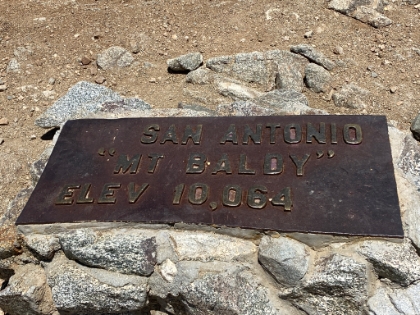 SAN ANTONIO
"MT BALDY"
ELEV 10,064